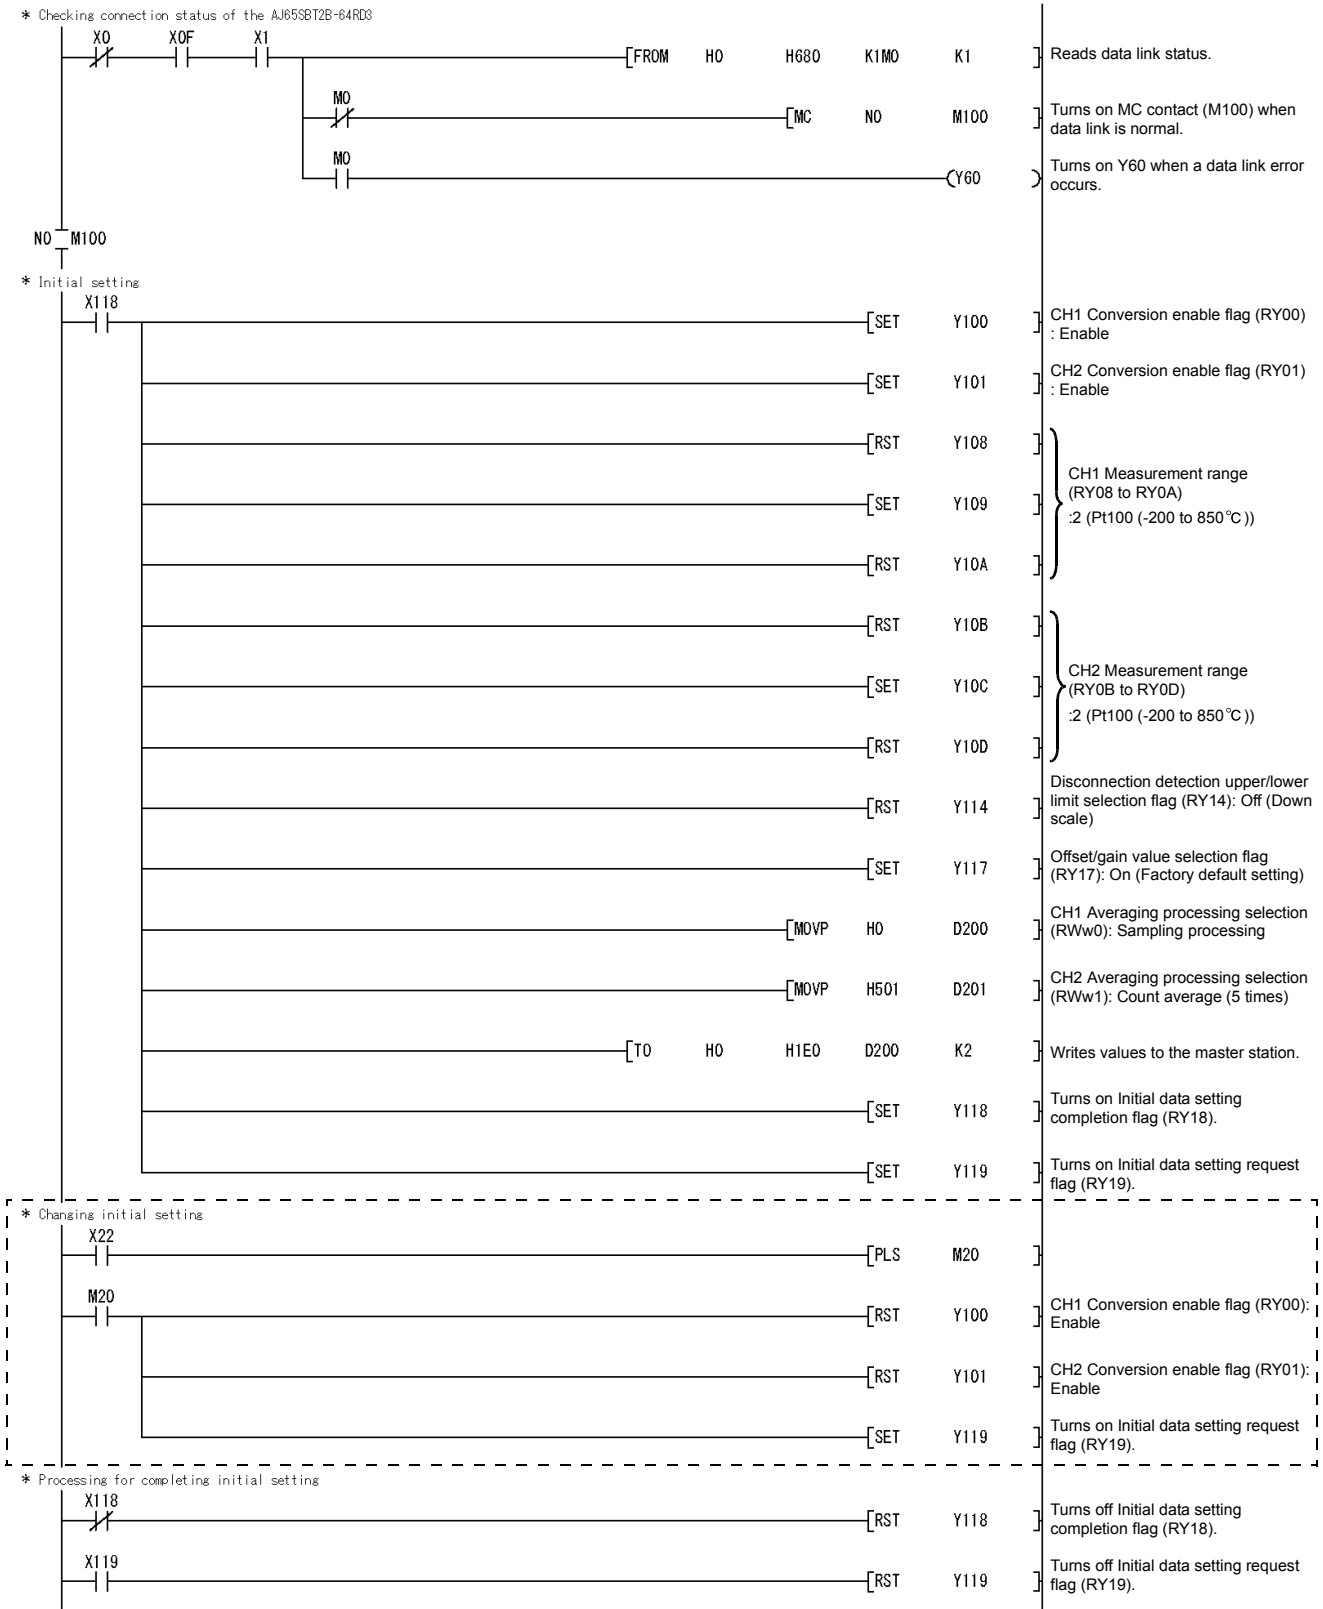 * Checking connection status of the AJ65SBT2B-64RD3
X0 X0F X1
FROM H0 H680 K1M0 K1
Reads data link status.
M0
MC N0 M100
Turns on MC contact (M100) when
data link is normal.
M0
Y60
Turns on Y60 when a data link error
occurs.
N0 M100
* Initial setting
X118
SET Y100
CH1 Conversion enable flag (RY00)
: Enable
SET Y101
CH2 Conversion enable flag (RY01)
: Enable
RST Y108
SET Y109
RST Y10A
CH1 Measurement range
(RY08 to RY0A)
:2 (Pt100 (-200 to 850℃))
RST Y10B
SET Y10C
RST Y10D
CH2 Measurement range
(RY0B to RY0D)
:2 (Pt100 (-200 to 850℃))
RST Y114
Disconnection detection upper/lower
limit selection flag (RY14): Off (Down
scale)
SET Y117
Offset/gain value selection flag
(RY17): On (Factory default setting)
MOVP H0 D200
CH1 Averaging processing selection
(RWw0): Sampling processing
MOVP H501 D201
CH2 Averaging processing selection
(RWw1): Count average (5 times)
TO H0 H1E0 D200 K2
Writes values to the master station.
SET Y118
Turns on Initial data setting
completion flag (RY18).
SET Y119
Turns on Initial data setting request
flag (RY19).
* Changing initial setting
X22
PLS M20
M20
RST Y100
CH1 Conversion enable flag (RY00):
Enable
RST Y101
CH2 Conversion enable flag (RY01):
Enable
SET Y119
Turns on Initial data setting request
flag (RY19).
* Processing for completing initial setting
X118
RST Y118
Turns off Initial data setting
completion flag (RY18).
X119
RST Y119
Turns off Initial data setting request
flag (RY19).